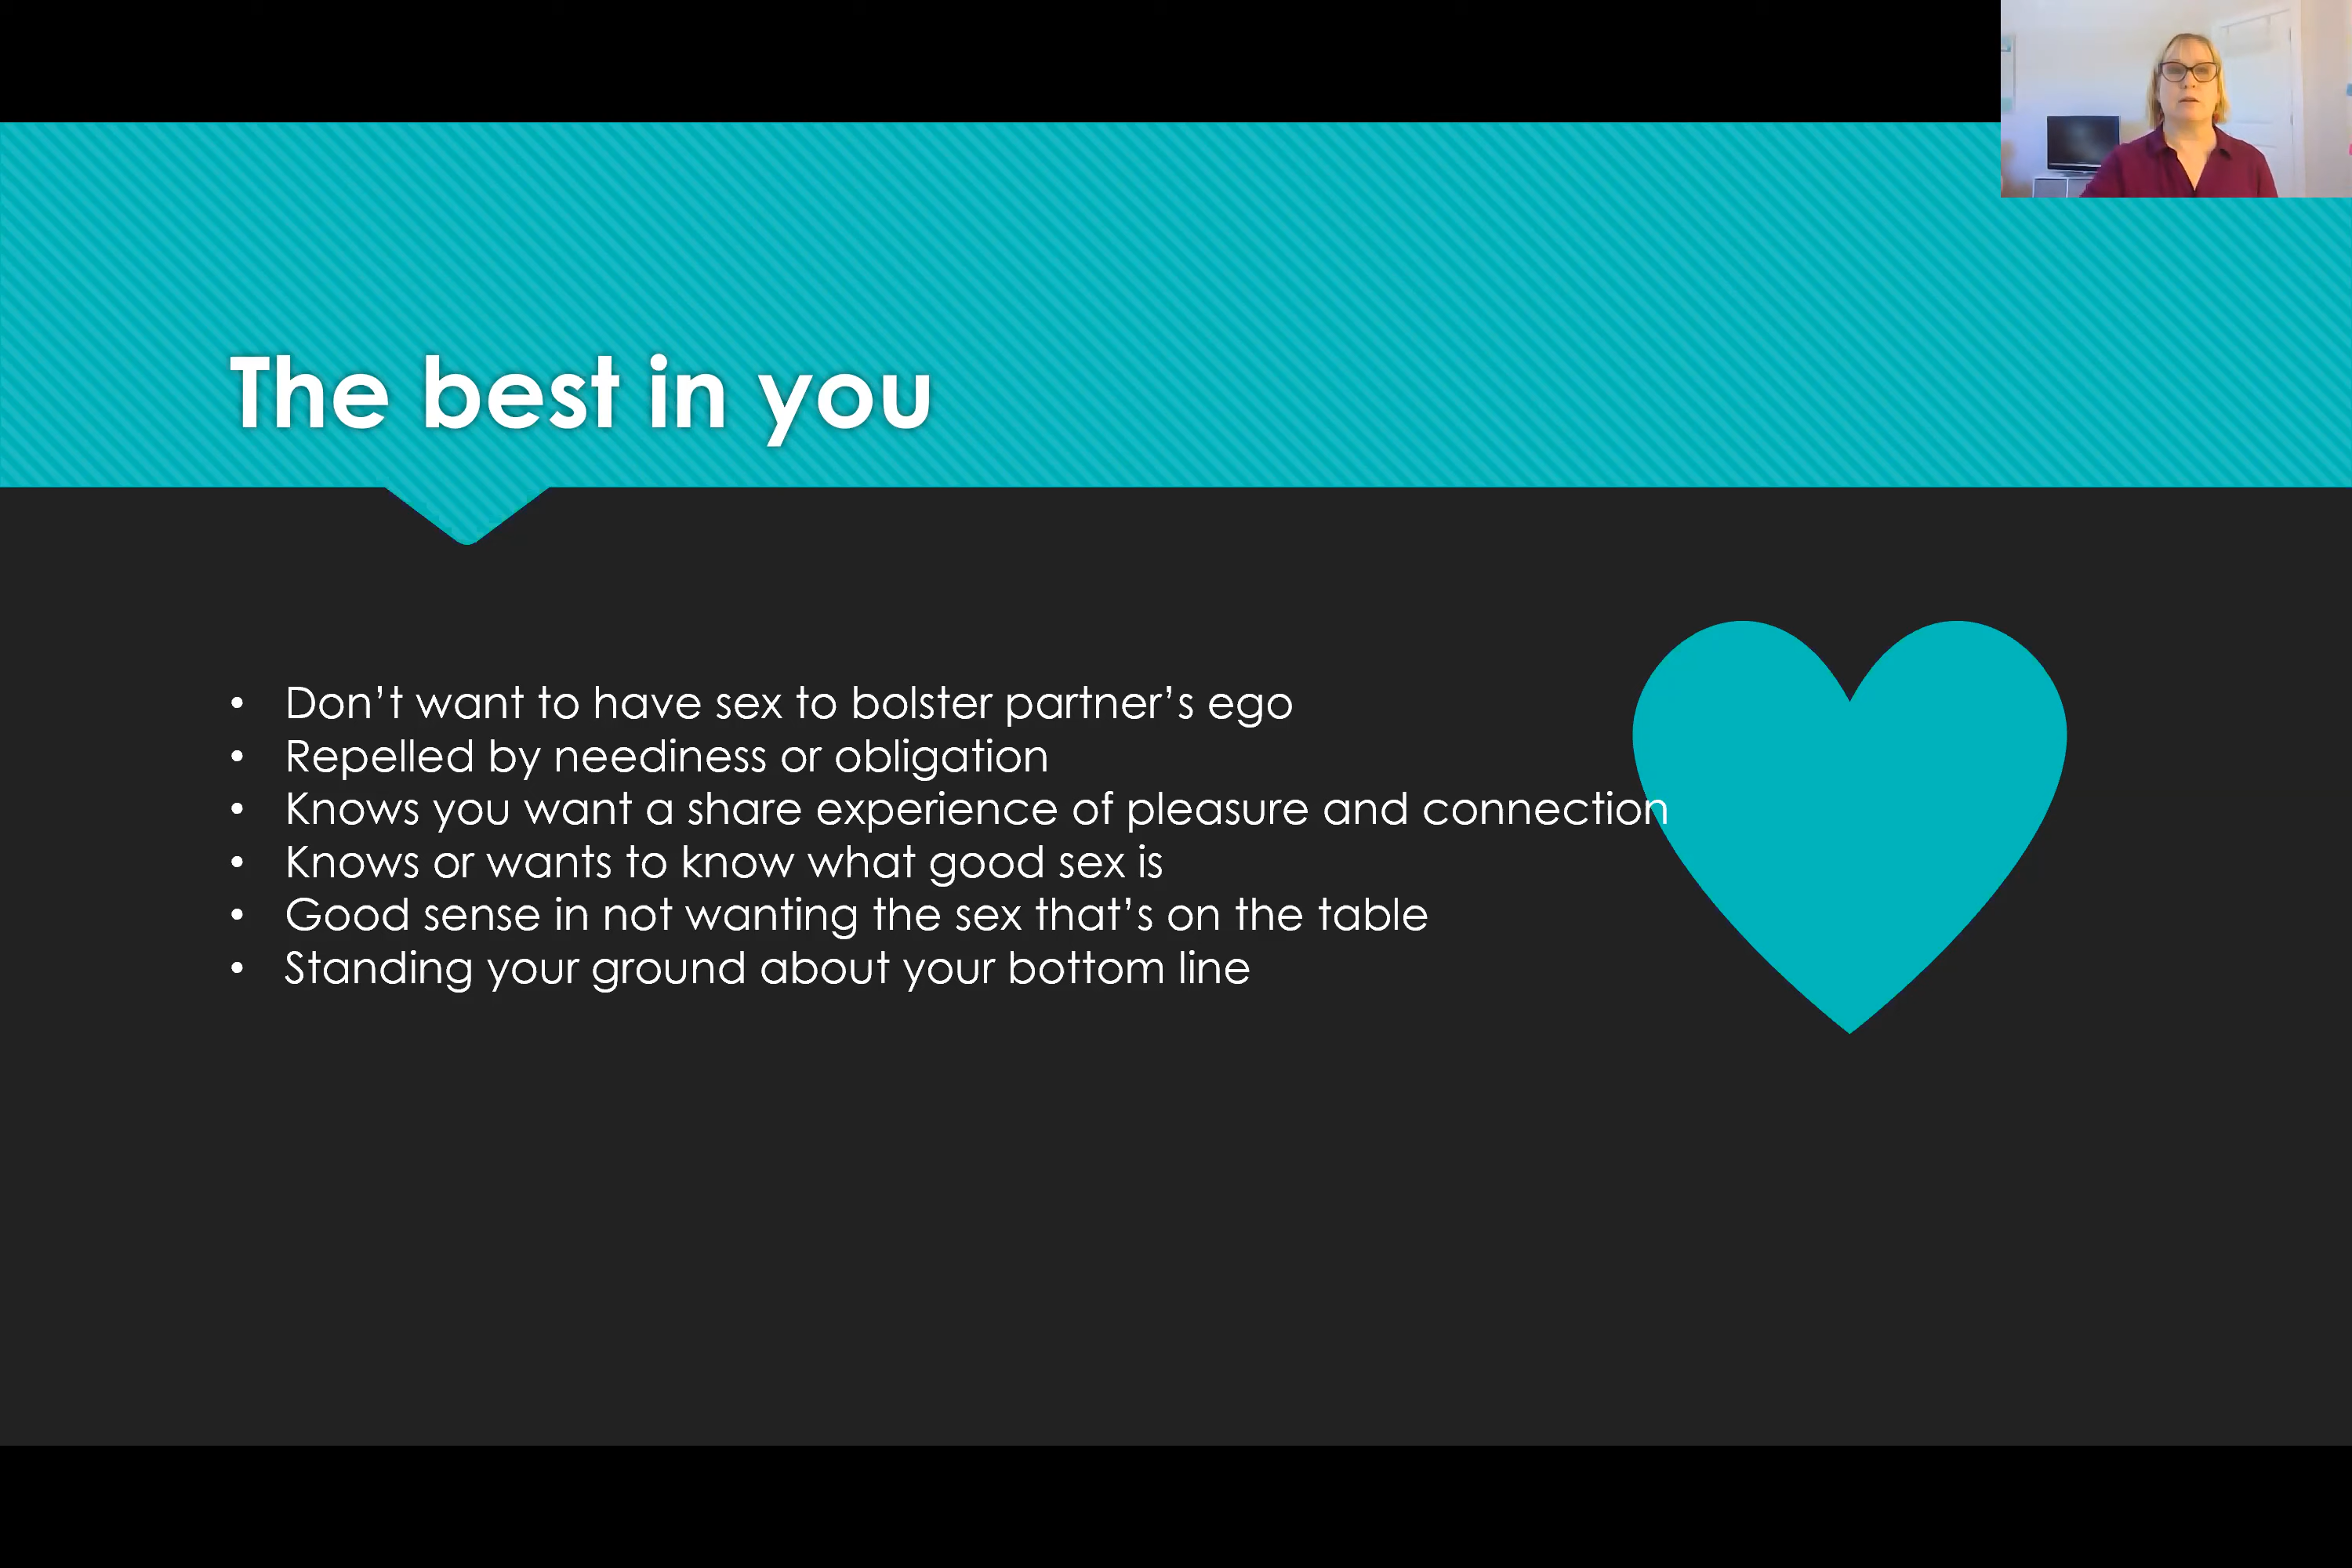 The best in you
• Don’t want to have sex to bolster partner’s ego
• Repelled by neediness or obligation
• Knows you want a share experience of pleasure and connection
• Knows or wants to know what good sex is
• Good sense in not wanting the sex that’s on the table
• Standing your ground about your bottom line